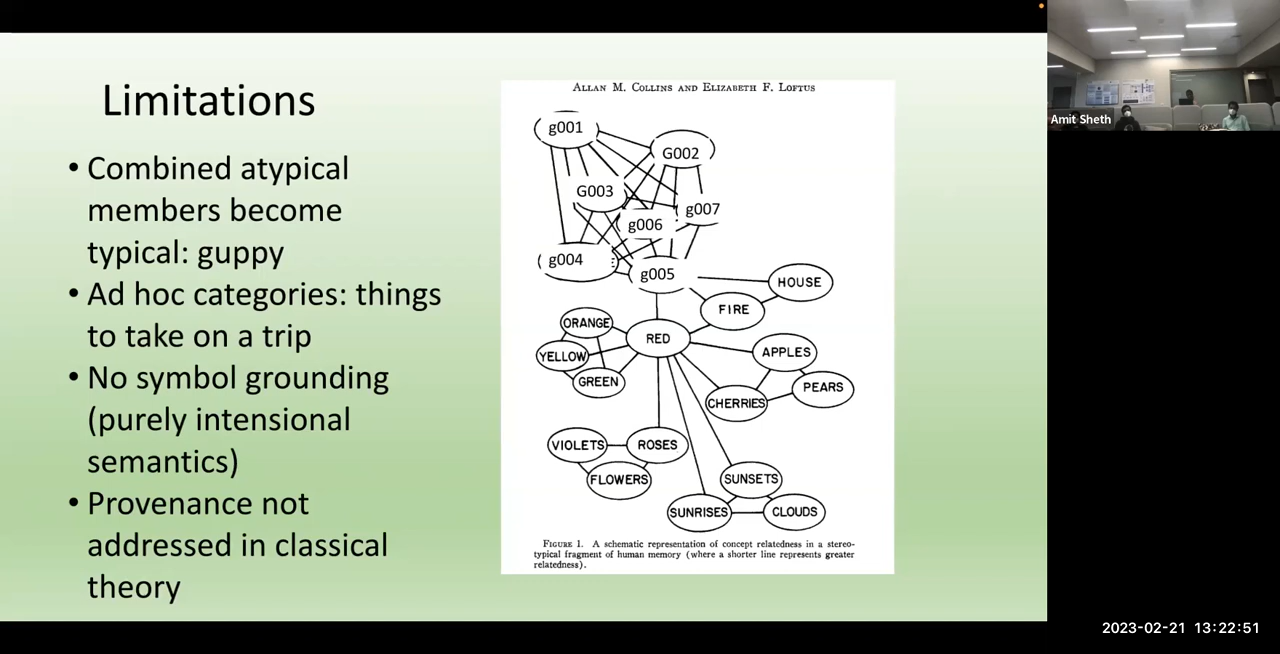 Limitations
• Combined atypical
members become
typical: guppy
• Ad hoc categories: things
to take on a trip
• No symbol grounding
(purely intensional
semantics)
• Provenance not
addressed in classical
theory
ALLAN M. COLLINS AND ELIZABETH F. LOFTUS
g001
G002
G003
g007
g006
g004
g005
HOUSE
FIRE
ORANGE
RED
YELLOW
APPLES
GREEN
PEARS
CHERRIES
VIOLETS
ROSES
FLOWERS
SUNSETS
SUNRISES
CLOUDS
FIGURE 1. A schematic representation of concept relatedness in a stereo-
typical fragment of human memory (where a shorter line represents greater
relatedness).
Amit Sheth
2023-02-21 13:22:51